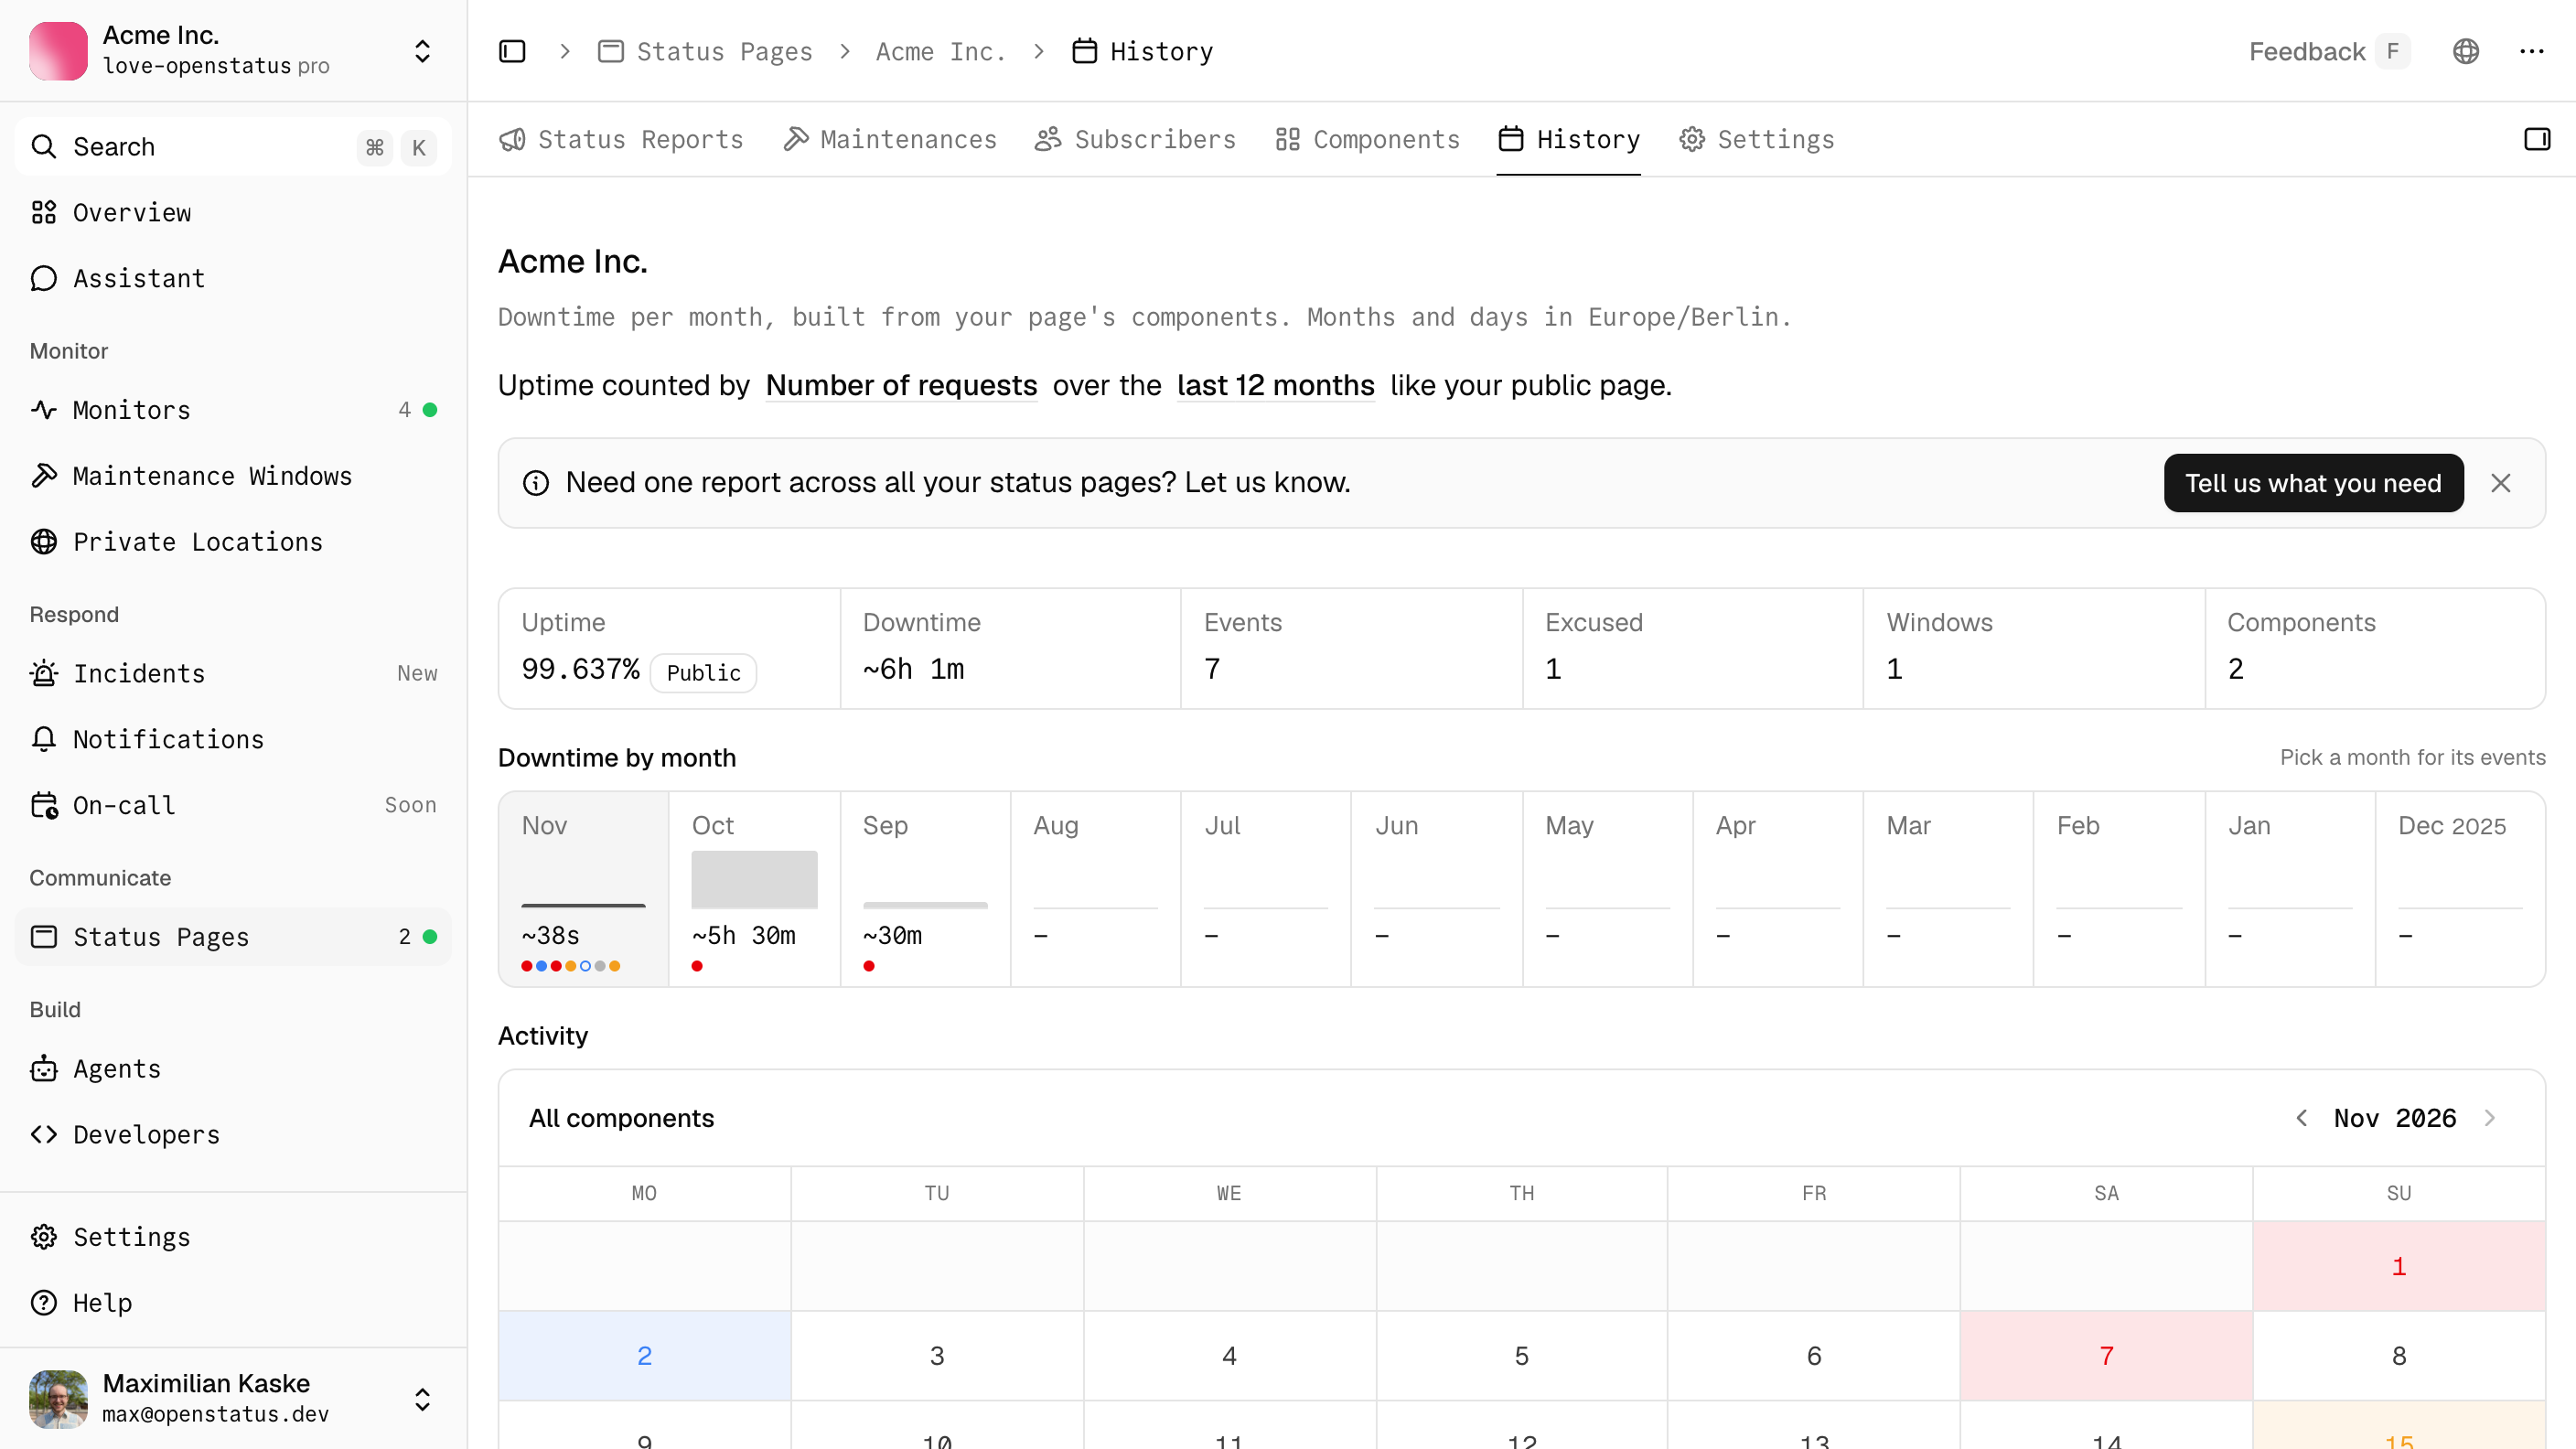 Acme Inc.
love-openstatus pro
Search ⌘ K
Overview
Assistant
Monitor
Monitors 4
Maintenance Windows
Private Locations
Respond
Incidents New
Notifications
On-call Soon
Communicate
Status Pages 2
Build
Agents
Developers
Settings
Help
Maximilian Kaske
max@openstatus.dev
Status Pages Acme Inc. History
Feedback F
Status Reports Maintenances Subscribers Components History Settings
Acme Inc.
Downtime per month, built from your page's components. Months and days in Europe/Berlin.
Uptime counted by Number of requests over the last 12 months like your public page.
Need one report across all your status pages? Let us know.
Tell us what you need
Uptime Downtime Events Excused Windows Components
99.637% Public ~6h 1m 7 1 1 2
Downtime by month
Pick a month for its events
Nov Oct Sep Aug Jul Jun May Apr Mar Feb Jan Dec 2025
~38s ~5h 30m ~30m – – – – – – – – –
Activity
All components
Nov 2026
MO TU WE TH FR SA SU
1
2 3 4 5 6 7 8
9 10 11 12 13 14 15